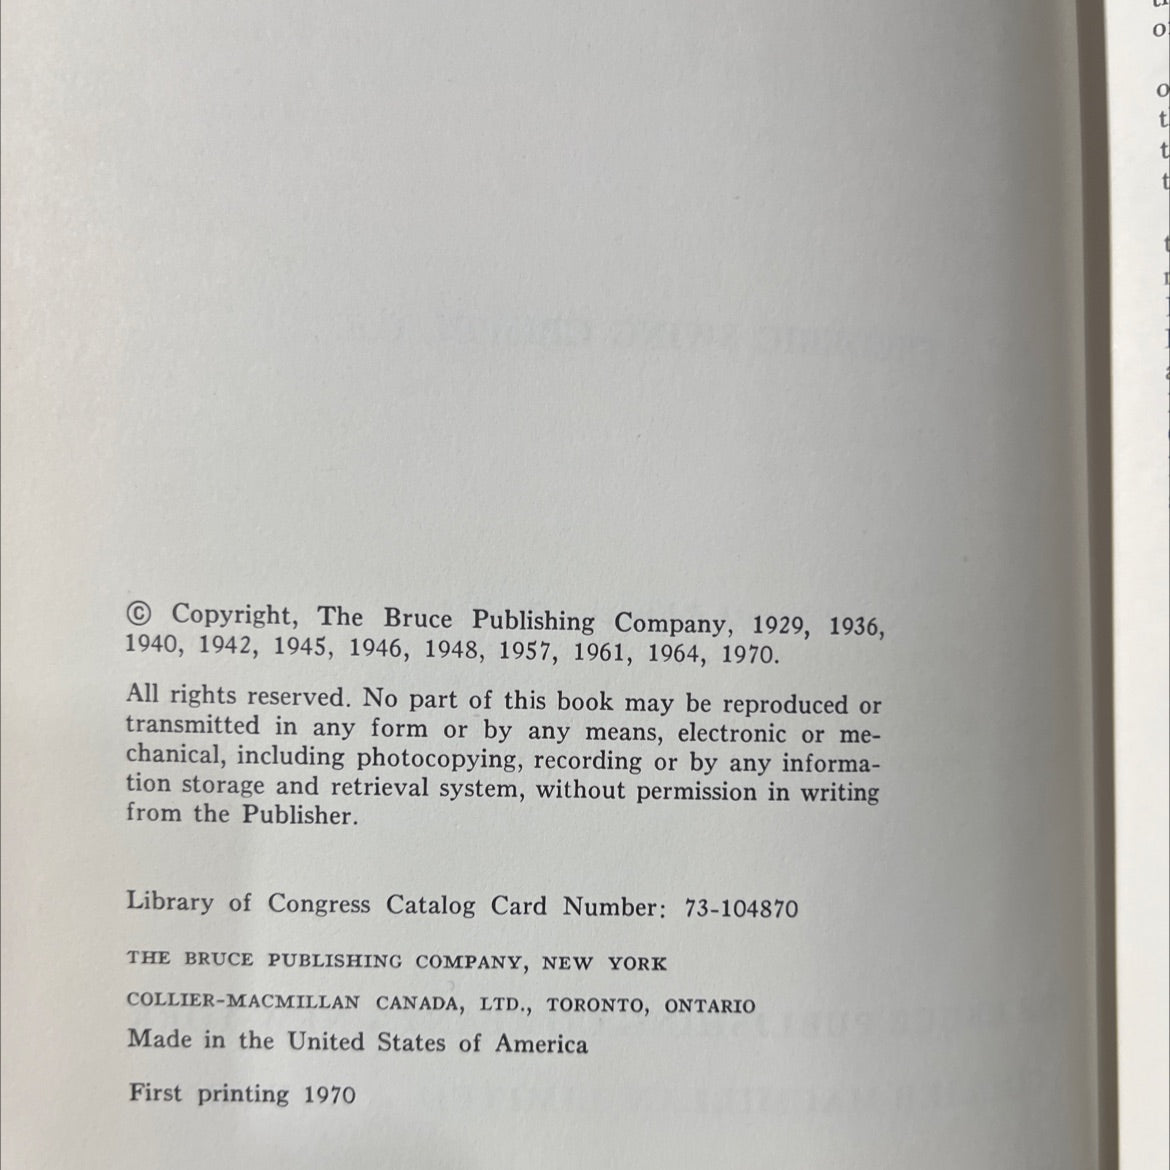 © Copyright, The Bruce Publishing Company, 1929, 1936,
1940, 1942, 1945, 1946, 1948, 1957, 1961, 1964, 1970.
All rights reserved. No part of this book may be reproduced or
transmitted in any form or by any means, electronic or me-
chanical, including photocopying, recording or by any informa-
tion storage and retrieval system, without permission in writing
from the Publisher.
Library of Congress Catalog Card Number: 73-104870
THE BRUCE PUBLISHING COMPANY, NEW YORK
COLLIER-MACMILLAN CANADA, LTD., TORONTO, ONTARIO
Made in the United States of America
First printing 1970